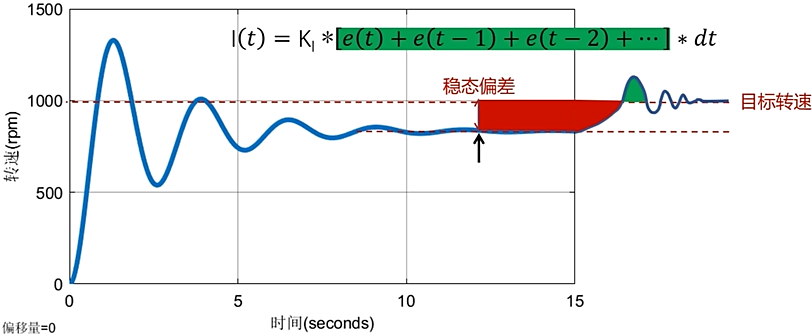 I(t) = K_I *[e(t) + e(t − 1) + e(t − 2) + ⋯ ] * dt
1500
稳态偏差
1000
目标转速
转速(rpm)
500
0
0 5 10 15
时间(seconds)
偏移量=0